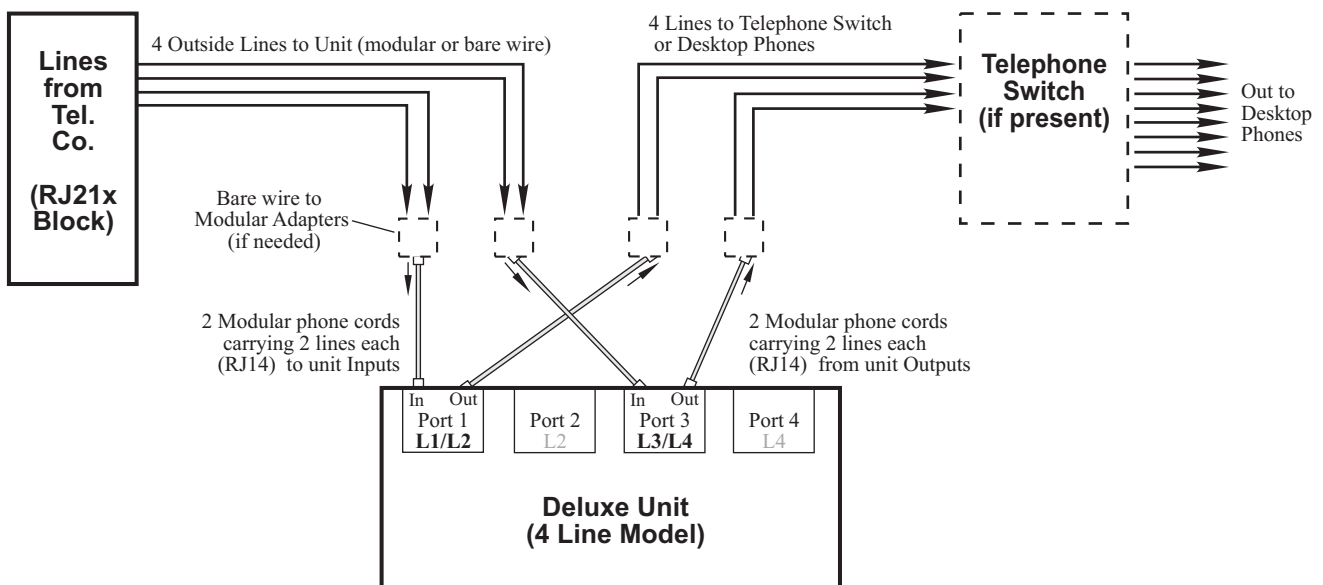 Lines
from
Tel.
Co.
(RJ21x
Block)
4 Outside Lines to Unit (modular or bare wire)
4 Lines to Telephone Switch
or Desktop Phones
Telephone
Switch
(if present)
Out to
Desktop
Phones
Bare wire to
Modular Adapters
(if needed)
2 Modular phone cords
carrying 2 lines each
(RJ14) to unit Inputs
2 Modular phone cords
carrying 2 lines each
(RJ14) from unit Outputs
In Out
Port 1
L1/L2
Port 2
L2
In Out
Port 3
L3/L4
Port 4
L4
Deluxe Unit
(4 Line Model)